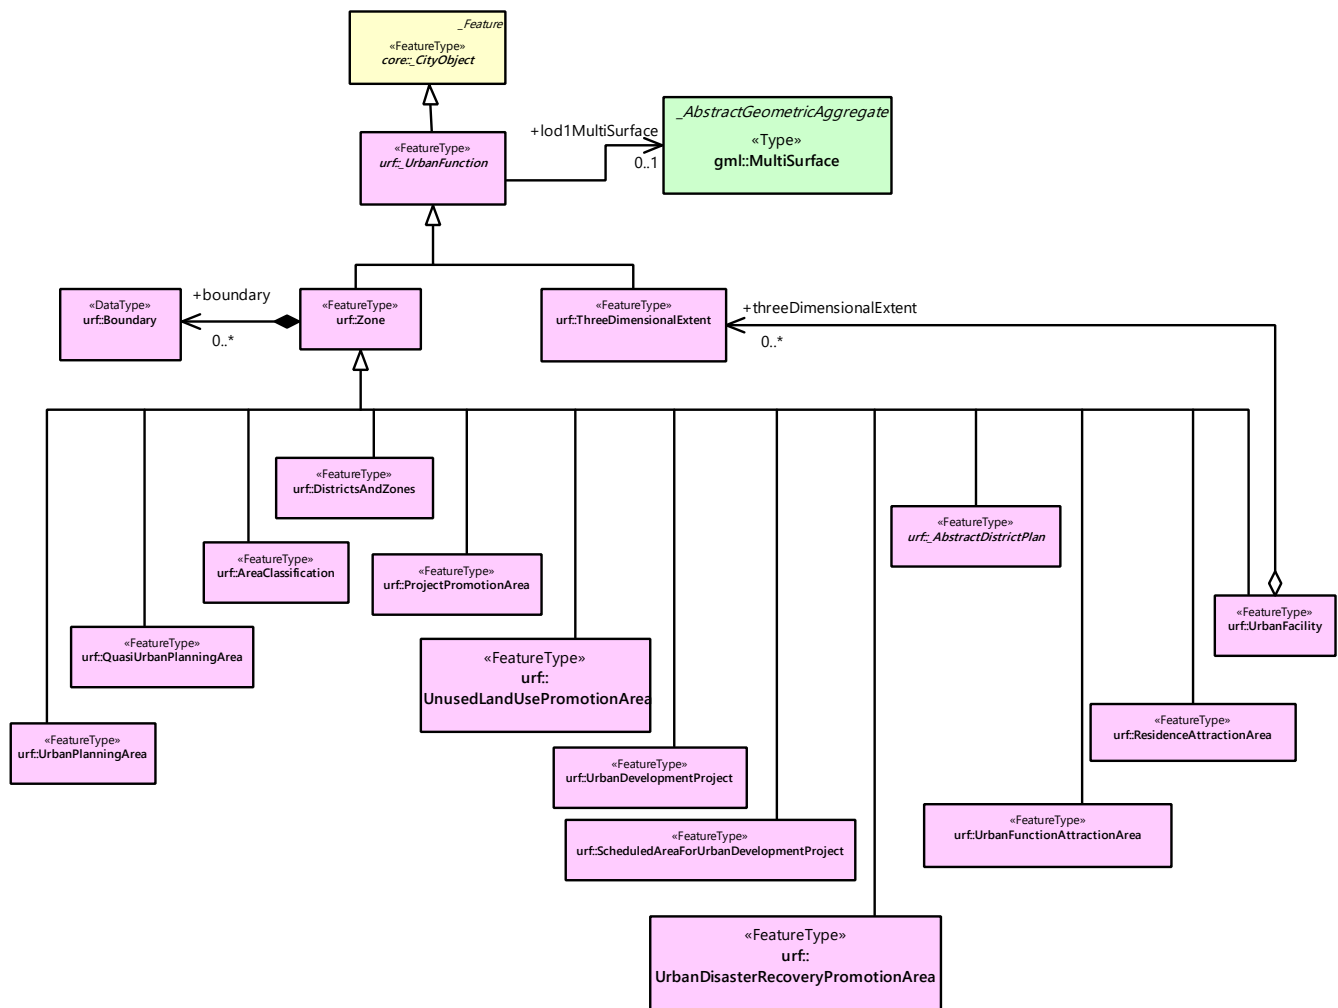 _Feature
«FeatureType»
core::_CityObject
_AbstractGeometricAggregate
«Type»
gml::MultiSurface
+lod1MultiSurface
0..1
«FeatureType»
urf::_UrbanFunction
«DataType»
urf::Boundary
+boundary
0..*
«FeatureType»
urf::Zone
«FeatureType»
urf::ThreeDimensionalExtent
+threeDimensionalExtent
0..*
«FeatureType»
urf::DistrictsAndZones
«FeatureType»
urf::_AbstractDistrictPlan
«FeatureType»
urf::AreaClassification
«FeatureType»
urf::ProjectPromotionArea
«FeatureType»
urf::UrbanFacility
«FeatureType»
urf::QuasiUrbanPlanningArea
«FeatureType»
urf::
UnusedLandUsePromotionArea
«FeatureType»
urf::ResidenceAttractionArea
«FeatureType»
urf::UrbanPlanningArea
«FeatureType»
urf::UrbanDevelopmentProject
«FeatureType»
urf::UrbanFunctionAttractionArea
«FeatureType»
urf::ScheduledAreaForUrbanDevelopmentProject
«FeatureType»
urf::
UrbanDisasterRecoveryPromotionArea